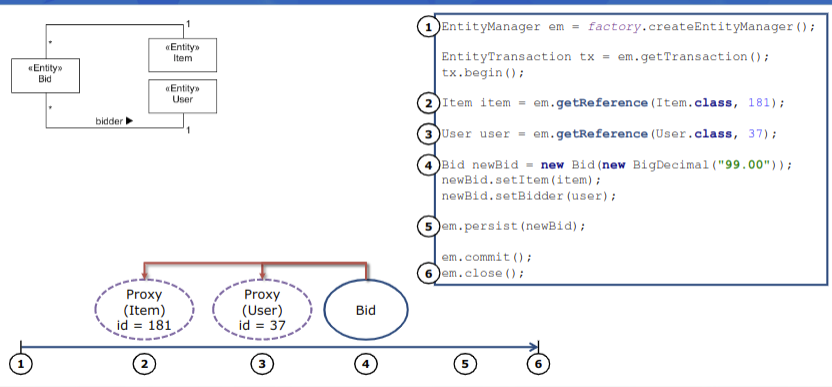 1
«Entity»
Item
*
«Entity»
Bid
«Entity»
User
*
bidder ▶
1
1 EntityManager em = factory.createEntityManager();
EntityTransaction tx = em.getTransaction();
tx.begin();
2 Item item = em.getReference(Item.class, 181);
3 User user = em.getReference(User.class, 37);
4 Bid newBid = new Bid(new BigDecimal("99.00"));
newBid.setItem(item);
newBid.setBidder(user);
5 em.persist(newBid);
em.commit();
6 em.close();
Proxy
(Item)
id = 181
Proxy
(User)
id = 37
Bid
1 2 3 4 5 6